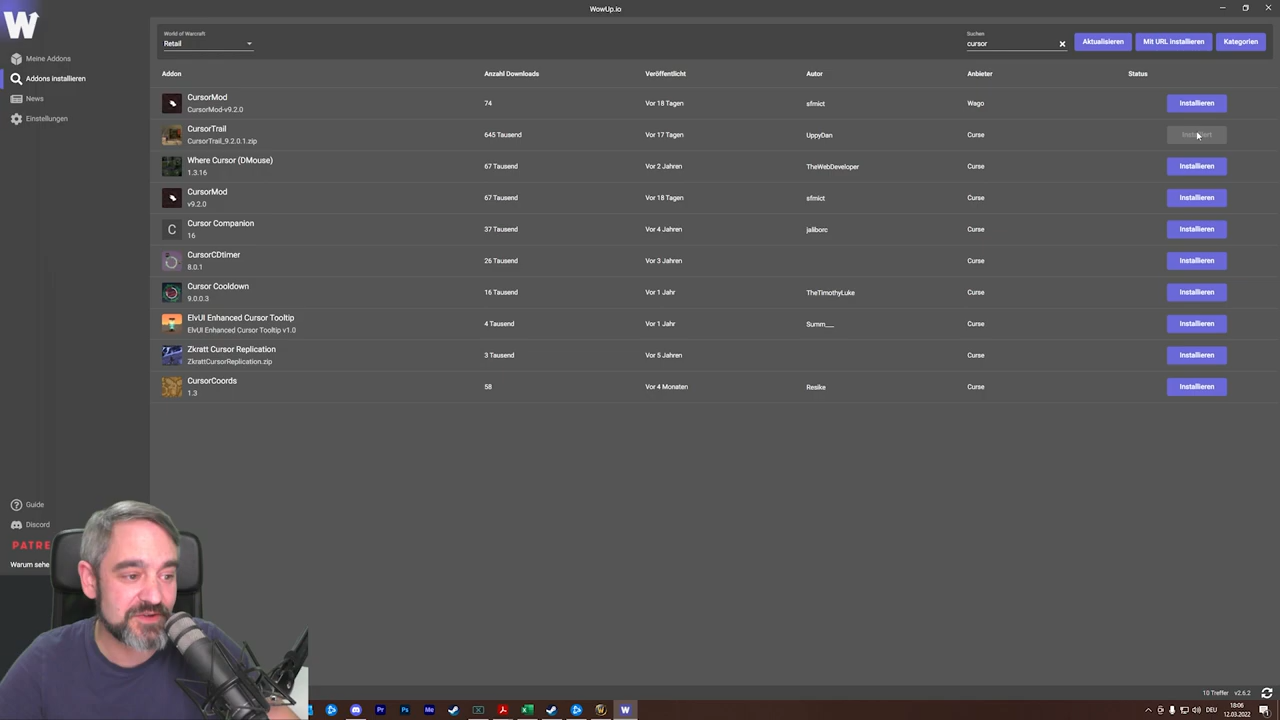 WowUp.io
W
World of Warcraft
Retail
Suchen
cursor
Aktualisieren
Mit URL installieren
Kategorien
Meine Addons
Addons installieren
News
Einstellungen
Addon
Anzahl Downloads
Veröffentlicht
Autor
Anbieter
Status
CursorMod
CursorMod-v9.2.0
74
Vor 18 Tagen
sfmict
Wago
Installieren
CursorTrail
CursorTrail_9.2.0.1.zip
645 Tausend
Vor 17 Tagen
UppyDan
Curse
Installiert
Where Cursor (DMouse)
1.3.16
67 Tausend
Vor 2 Jahren
TheWebDeveloper
Curse
Installieren
CursorMod
v9.2.0
67 Tausend
Vor 18 Tagen
sfmict
Curse
Installieren
C
Cursor Companion
16
37 Tausend
Vor 4 Jahren
jaliborc
Curse
Installieren
CursorCDtimer
8.0.1
26 Tausend
Vor 3 Jahren
Curse
Installieren
Cursor Cooldown
9.0.0.3
16 Tausend
Vor 1 Jahr
TheTimothyLuke
Curse
Installieren
ElvUI Enhanced Cursor Tooltip
ElvUI Enhanced Cursor Tooltip v1.0
4 Tausend
Vor 1 Jahr
Summ___
Curse
Installieren
Zkratt Cursor Replication
ZkrattCursorReplication.zip
3 Tausend
Vor 5 Jahren
Curse
Installieren
CursorCoords
1.3
58
Vor 4 Monaten
Resike
Curse
Installieren
Guide
Discord
PATRE
Warum sehe
10 Treffer
v2.6.2
18:06
12.03.2022